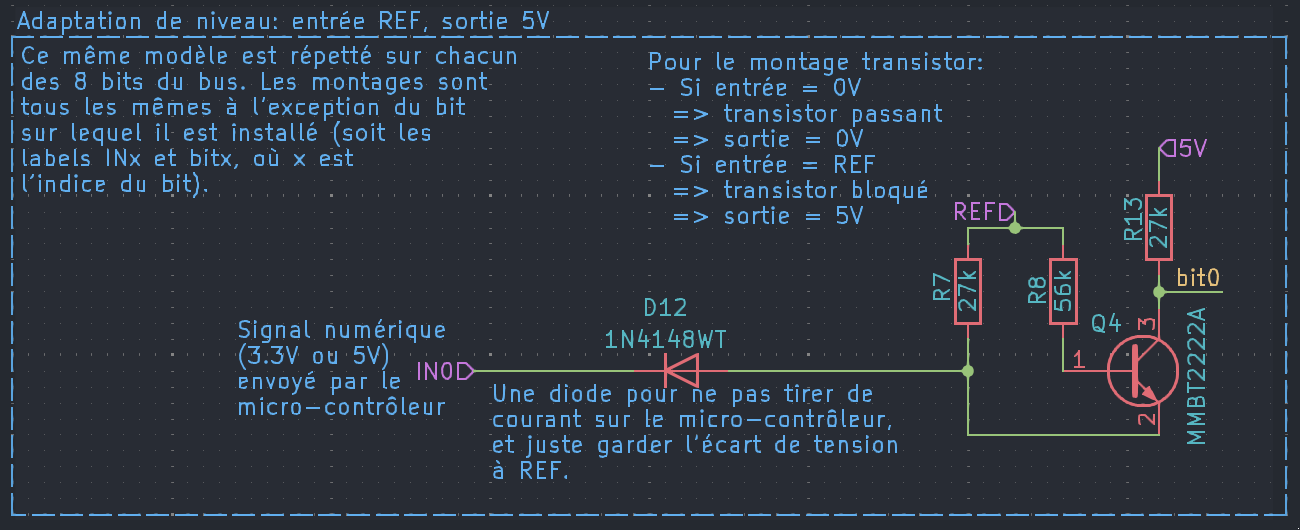 Adaptation de niveau: entrée REF, sortie 5V
Ce même modèle est répetté sur chacun
des 8 bits du bus. Les montages sont
tous les mêmes à l'exception du bit
sur lequel il est installé (soit les
labels INx et bitx, où x est
l'indice du bit).
Pour le montage transistor:
– Si entrée = 0V
=> transistor passant
=> sortie = 0V
– Si entrée = REF
=> transistor bloqué
=> sortie = 5V
5V
REF
R13
27k
R7
27k
R8
56k
bit0
Q4
3
1
2
MMBT2222A
D12
1N4148WT
Signal numérique
(3.3V ou 5V)
envoyé par le
micro–contrôleur
IN0
Une diode pour ne pas tirer de
courant sur le micro–contrôleur,
et juste garder l'écart de tension
à REF.